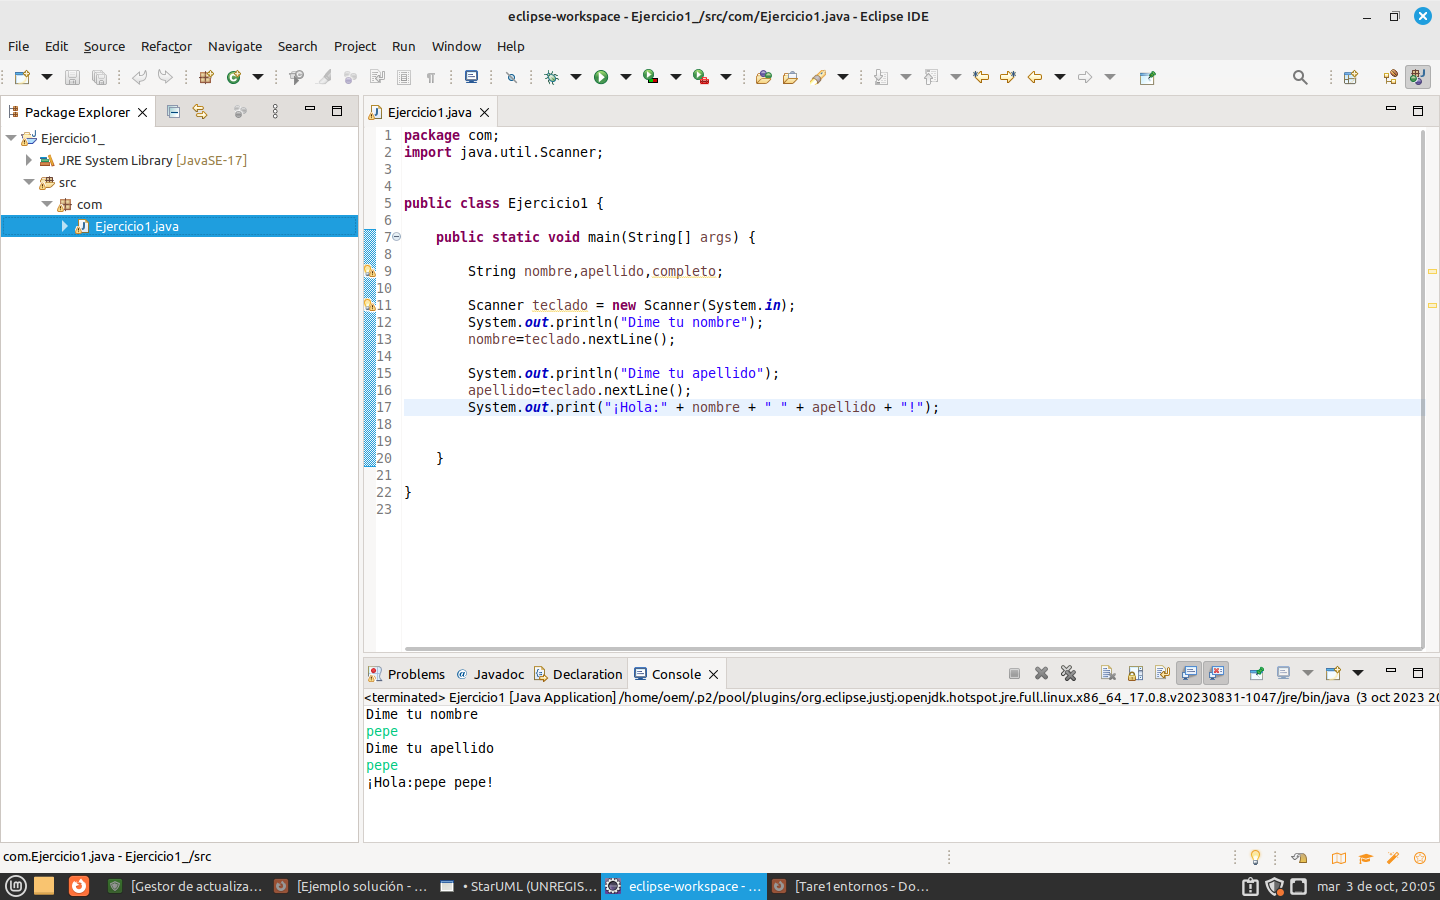 eclipse-workspace - Ejercicio1_/src/com/Ejercicio1.java - Eclipse IDE
File Edit Source Refactor Navigate Search Project Run Window Help
Package Explorer
Ejercicio1_
JRE System Library [JavaSE-17]
src
com
Ejercicio1.java
Ejercicio1.java
1 package com;
2 import java.util.Scanner;
3
4
5 public class Ejercicio1 {
6
7 public static void main(String[] args) {
8
9 String nombre,apellido,completo;
10
11 Scanner teclado = new Scanner(System.in);
12 System.out.println("Dime tu nombre");
13 nombre=teclado.nextLine();
14
15 System.out.println("Dime tu apellido");
16 apellido=teclado.nextLine();
17 System.out.print("¡Hola:" + nombre + " " + apellido + "!");
18
19
20 }
21
22 }
23
Problems @ Javadoc Declaration Console
<terminated> Ejercicio1 [Java Application] /home/oem/.p2/pool/plugins/org.eclipse.justj.openjdk.hotspot.jre.full.linux.x86_64_17.0.8.v20230831-1047/jre/bin/java (3 oct 2023 20
Dime tu nombre
pepe
Dime tu apellido
pepe
¡Hola:pepe pepe!
com.Ejercicio1.java - Ejercicio1_/src
[Gestor de actualiza... [Ejemplo solución - ... • StarUML (UNREGIS... eclipse-workspace - ... [Tare1entornos - Do... mar 3 de oct, 20:05